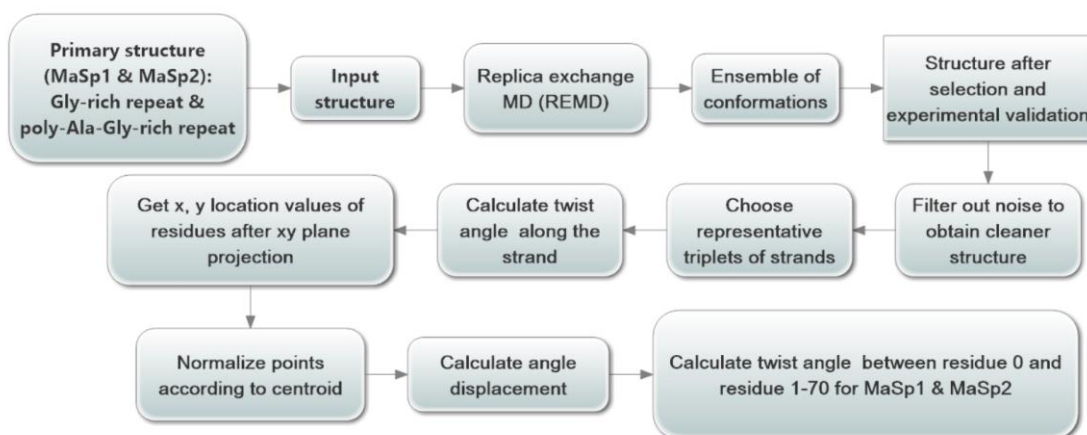 Primary structure
(MaSp1 & MaSp2):
Gly-rich repeat &
poly-Ala-Gly-rich repeat
Input
structure
Replica exchange
MD (REMD)
Ensemble of
conformations
Structure after
selection and
experimental validation
Filter out noise to
obtain cleaner
structure
Choose
representative
triplets of strands
Calculate twist
angle along the
strand
Get x, y location values of
residues after xy plane
projection
Normalize points
according to centroid
Calculate angle
displacement
Calculate twist angle between residue 0 and
residue 1-70 for MaSp1 & MaSp2